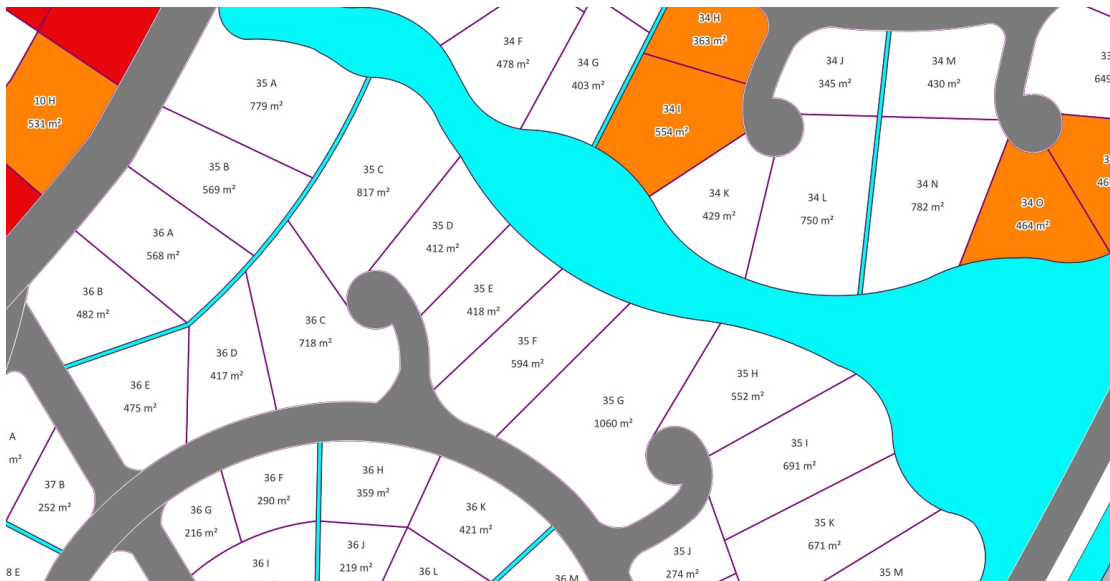 34 H
363 m²
34 F
478 m²
34 G
403 m²
34 J
345 m²
34 M
430 m²
33
649
10 H
531 m²
35 A
779 m²
34 I
554 m²
35 B
569 m²
35 C
817 m²
34 K
429 m²
34 L
750 m²
34 N
782 m²
34 O
464 m²
3
46
36 A
568 m²
35 D
412 m²
36 B
482 m²
35 E
418 m²
36 C
718 m²
35 F
594 m²
36 D
417 m²
36 E
475 m²
35 G
1060 m²
35 H
552 m²
35 I
691 m²
A
m²
37 B
252 m²
36 F
290 m²
36 H
359 m²
36 G
216 m²
36 K
421 m²
35 K
671 m²
36 I
36 J
219 m²
36 L
36 M
35 J
274 m²
35 M
8 E